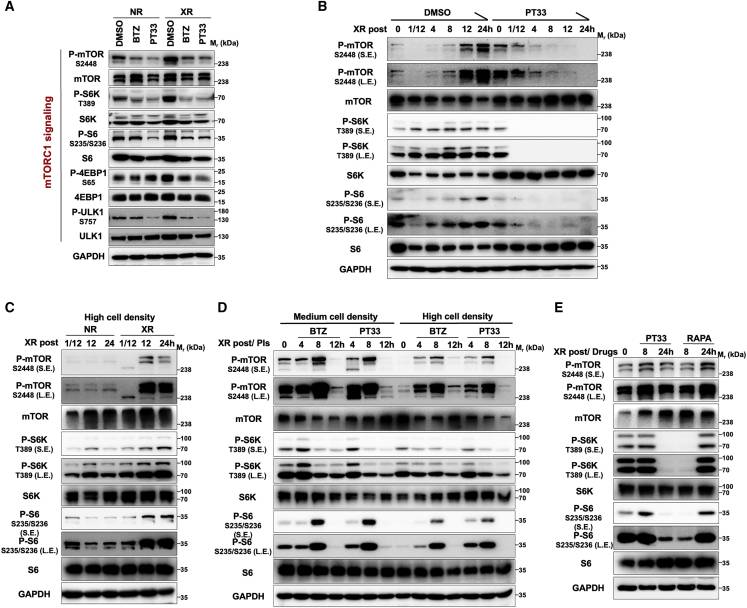 A
NR XR
DMSO BTZ PT33 DMSO BTZ PT33
Mr (kDa)
mTORC1 signaling
P-mTOR
S2448
238
mTOR
238
P-S6K
T389
70
S6K
70
P-S6
S235/S236
35
S6
35
P-4EBP1
S65
25
15
4EBP1
25
15
P-ULK1
S757
180
130
ULK1
130
GAPDH
35
B
DMSO PT33
XR post 0 1/12 4 8 12 24h 0 1/12 4 8 12 24h
Mr (kDa)
P-mTOR
S2448 (S.E.)
238
P-mTOR
S2448 (L.E.)
238
mTOR
238
P-S6K
T389 (S.E.)
100
70
P-S6K
T389 (L.E.)
100
70
S6K
70
P-S6
S235/S236 (S.E.)
35
P-S6
S235/S236 (L.E.)
35
S6
35
GAPDH
35
C
High cell density
NR XR
XR post 1/12 12 24 1/12 12 24h
Mr (kDa)
P-mTOR
S2448 (S.E.)
238
P-mTOR
S2448 (L.E.)
238
mTOR
238
P-S6K
T389 (S.E.)
100
70
P-S6K
T389 (L.E.)
100
70
S6K
100
70
P-S6
S235/S236
(S.E.)
35
P-S6
S235/S236 (L.E.)
35
S6
35
GAPDH
35
D
Medium cell density High cell density
BTZ PT33 BTZ PT33
XR post/ PIs 0 4 8 12h 4 8 12h 0 4 8 12h 4 8 12h
Mr (kDa)
P-mTOR
S2448 (S.E.)
238
P-mTOR
S2448 (L.E.)
238
mTOR
238
P-S6K
T389 (S.E.)
100
70
P-S6K
T389 (L.E.)
100
70
S6K
100
70
P-S6
S235/S236
(S.E.)
35
P-S6
S235/S236 (L.E.)
35
S6
35
GAPDH
35
E
PT33 RAPA
XR post/ Drugs 0 8 24h 8 24h
Mr (kDa)
P-mTOR
S2448 (S.E.)
238
P-mTOR
S2448 (L.E.)
238
mTOR
238
P-S6K
T389 (S.E.)
100
70
P-S6K
T389 (L.E.)
100
70
S6K
100
70
P-S6
S235/S236
(S.E.)
35
P-S6
S235/S236 (L.E.)
35
S6
35
GAPDH
35